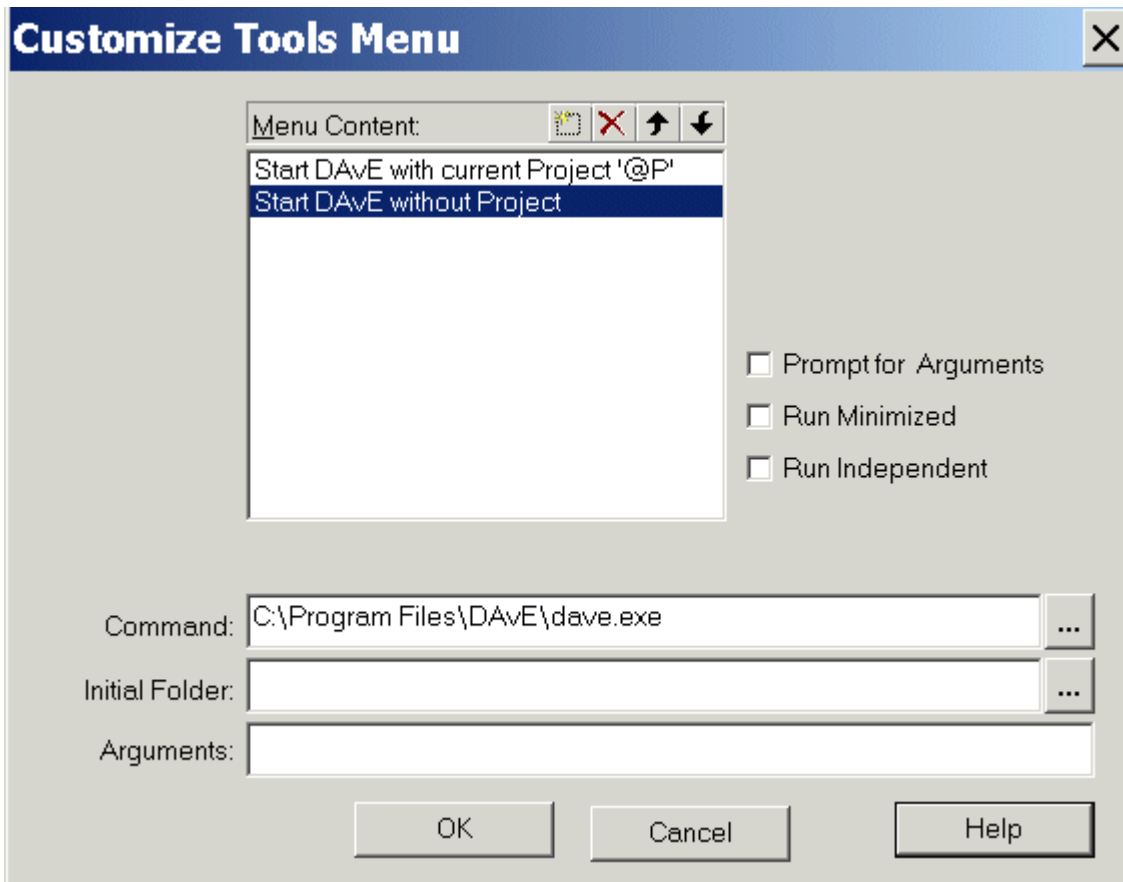 Customize Tools Menu
Menu Content:
Start DAvE with current Project '@P'
Start DAvE without Project
Prompt for Arguments
Run Minimized
Run Independent
Command: C:\Program Files\DAvE\dave.exe ...
Initial Folder: ...
Arguments:
OK Cancel Help